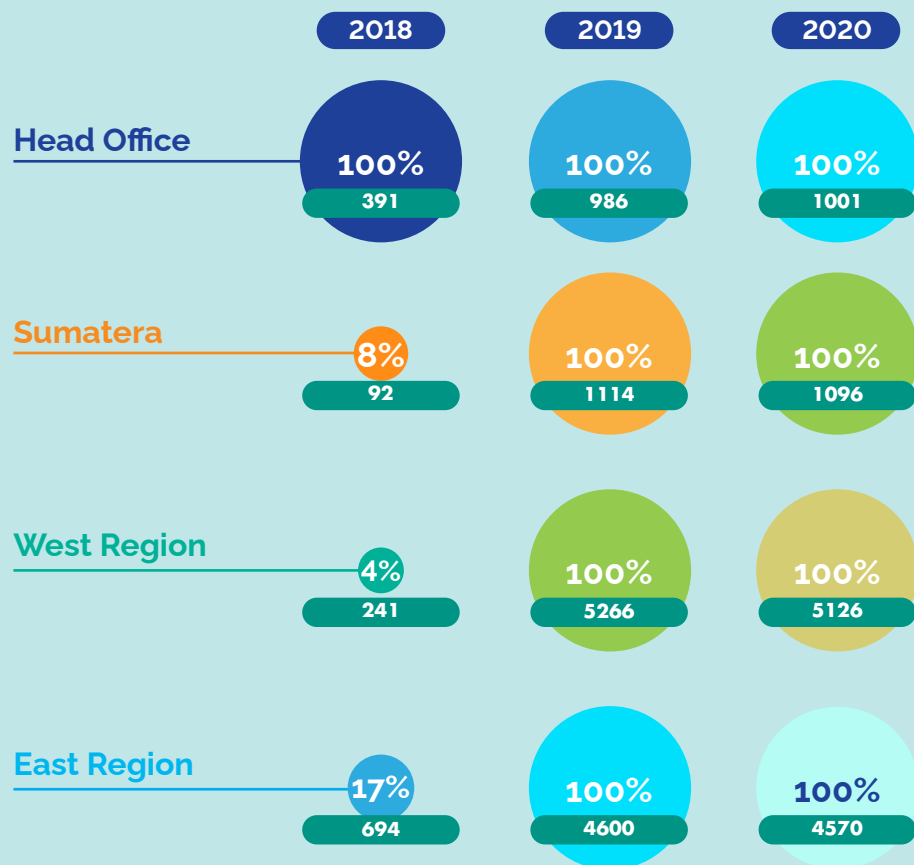 2018 2019 2020
Head Office
100% 100% 100%
391 986 1001
Sumatera
8% 100% 100%
92 1114 1096
West Region
4% 100% 100%
241 5266 5126
East Region
17% 100% 100%
694 4600 4570